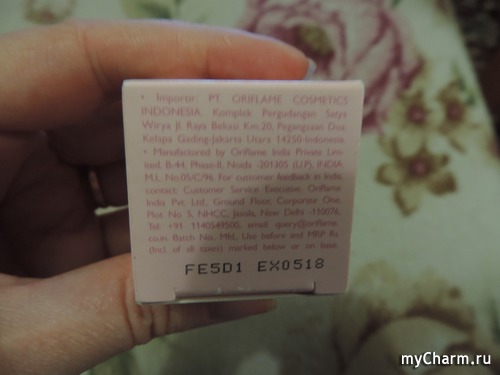 • Importir: PT. ORIFLAME COSMETICS
INDONESIA. Komplek Pergudangan Satya
Wirya Jl. Raya Bekasi Km.20, Pegangsaan Dua
Kelapa Gading-Jakarta Utara 14250-Indonesia.
• Manufactured by Oriflame India Private Lim-
ited, B-44, Phase-II, Noida -201305 (U.P.), INDIA.
M.L. No.05/C/96. For customer feedback in India,
contact: Customer Service Executive, Oriflame
India Pvt. Ltd., Ground Floor, Corporate One,
Plot No 5, NHCC, Jasola, New Delhi -110076,
Tel: +91 1140549500, email: query@oriflame.
co.in. Batch No., Mfd., Use before and MRP Rs
(Incl. of all taxes) marked below or on base.
FE5D1 EX0518
myCharm.ru